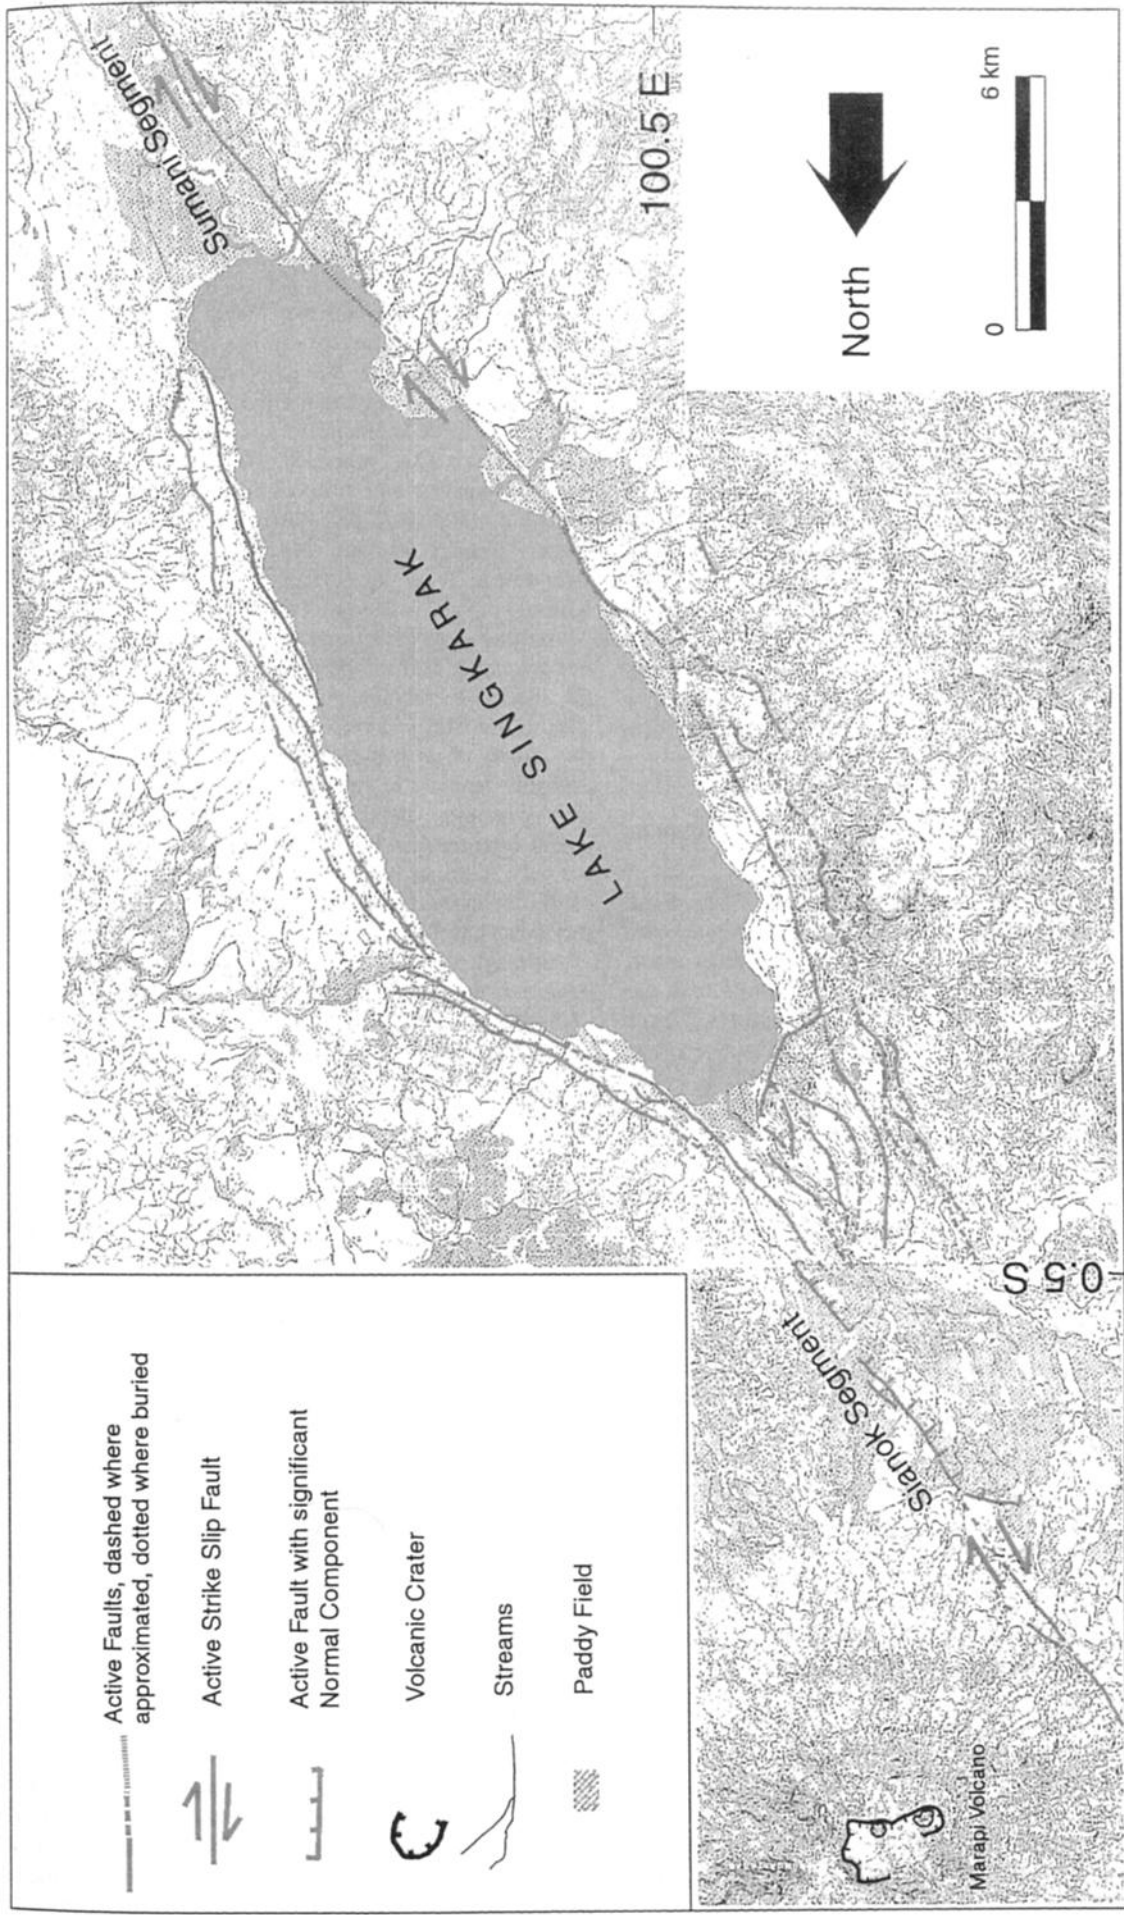 Active Faults, dashed where
approximated, dotted where buried
Active Strike Slip Fault
Active Fault with significant
Normal Component
Volcanic Crater
Streams
Paddy Field
Sumani Segment
LAKE SINGKARAK
Sianok Segment
Marapi Volcano
0.5 S
100.5 E
North
0
6 km